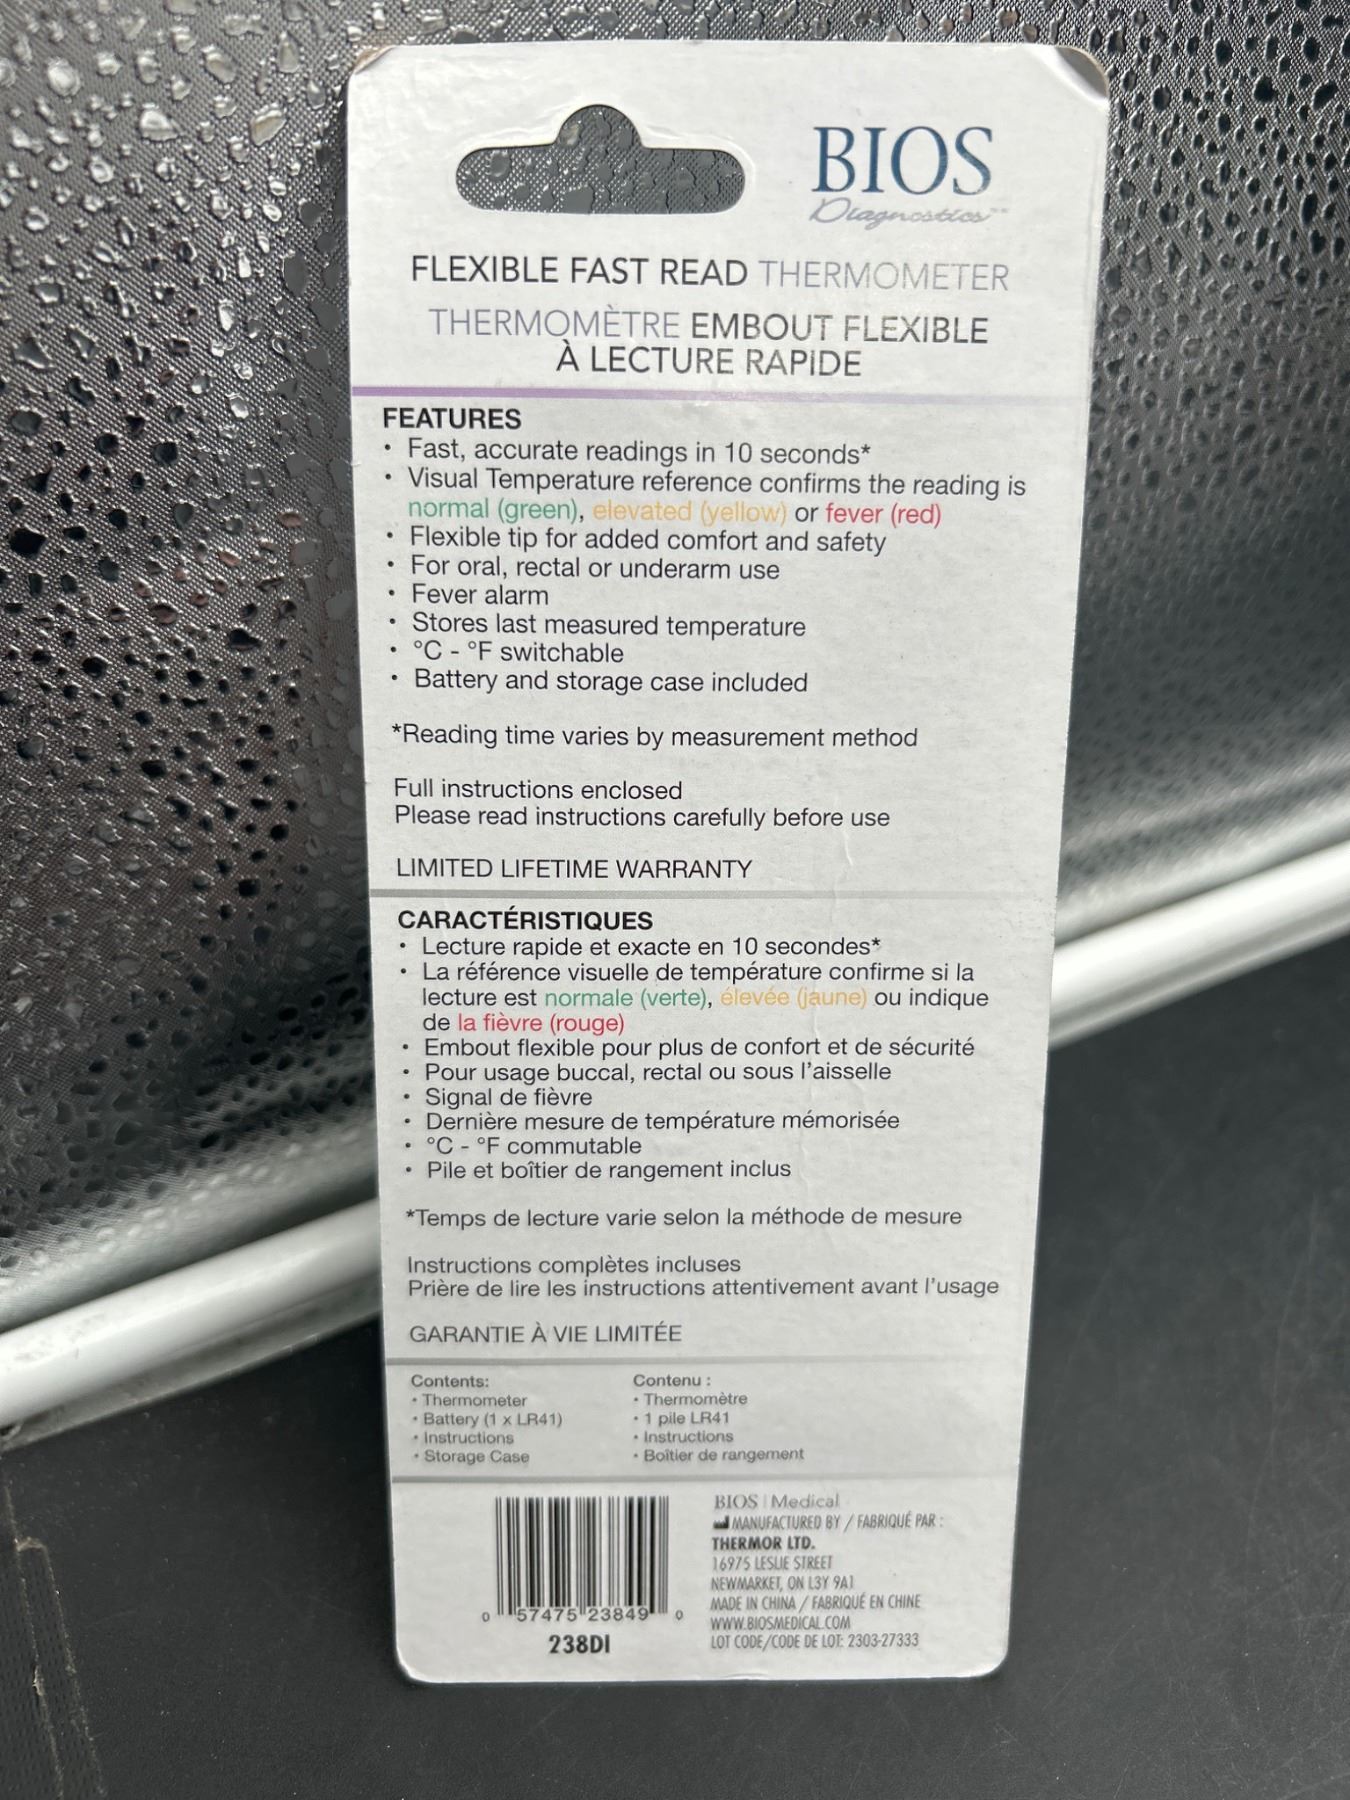 BIOS
Diagnostics™
FLEXIBLE FAST READ THERMOMETER
THERMOMÈTRE EMBOUT FLEXIBLE
À LECTURE RAPIDE
FEATURES
• Fast, accurate readings in 10 seconds*
• Visual Temperature reference confirms the reading is
normal (green), elevated (yellow) or fever (red)
• Flexible tip for added comfort and safety
• For oral, rectal or underarm use
• Fever alarm
• Stores last measured temperature
• °C - °F switchable
• Battery and storage case included
*Reading time varies by measurement method
Full instructions enclosed
Please read instructions carefully before use
LIMITED LIFETIME WARRANTY
CARACTÉRISTIQUES
• Lecture rapide et exacte en 10 secondes*
• La référence visuelle de température confirme si la
lecture est normale (verte), élevée (jaune) ou indique
de la fièvre (rouge)
• Embout flexible pour plus de confort et de sécurité
• Pour usage buccal, rectal ou sous l'aisselle
• Signal de fièvre
• Dernière mesure de température mémorisée
• °C - °F commutable
• Pile et boîtier de rangement inclus
*Temps de lecture varie selon la méthode de mesure
Instructions complètes incluses
Prière de lire les instructions attentivement avant l'usage
GARANTIE À VIE LIMITÉE
Contents:
• Thermometer
• Battery (1 x LR41)
• Instructions
• Storage Case
Contenu :
• Thermomètre
• 1 pile LR41
• Instructions
• Boîtier de rangement
0 57475 23849 0
238DI
BIOS | Medical
MANUFACTURED BY / FABRIQUÉ PAR :
THERMOR LTD.
16975 LESLIE STREET
NEWMARKET, ON L3Y 9A1
MADE IN CHINA / FABRIQUÉ EN CHINE
WWW.BIOSMEDICAL.COM
LOT CODE/CODE DE LOT: 2303-27333